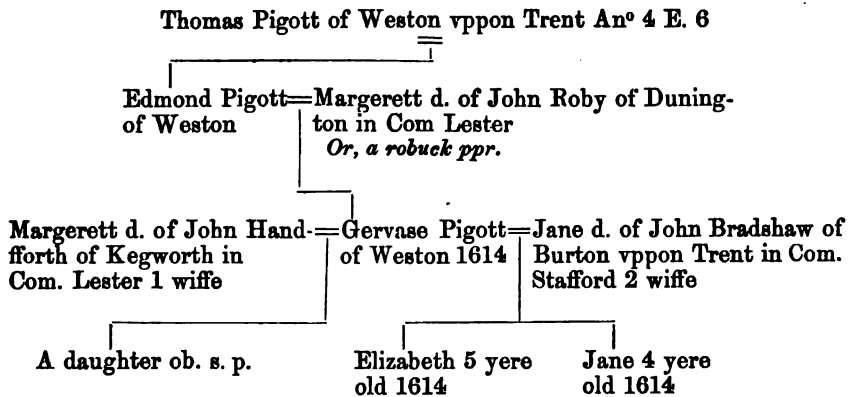 Thomas Pigott of Weston vppon Trent Anº 4 E. 6
Edmond Pigott=Margerett d. of John Roby of Duning-
of Weston
ton in Com Lester
Or, a robuck ppr.
Margerett d. of John Hand-=Gervase Pigott=Jane d. of John Bradshaw of
fforth of Kegworth in
of Weston 1614
Burton vppon Trent in Com.
Com. Lester 1 wiffe
Stafford 2 wiffe
A daughter ob. s. p.
Elizabeth 5 yere
old 1614
Jane 4 yere
old 1614